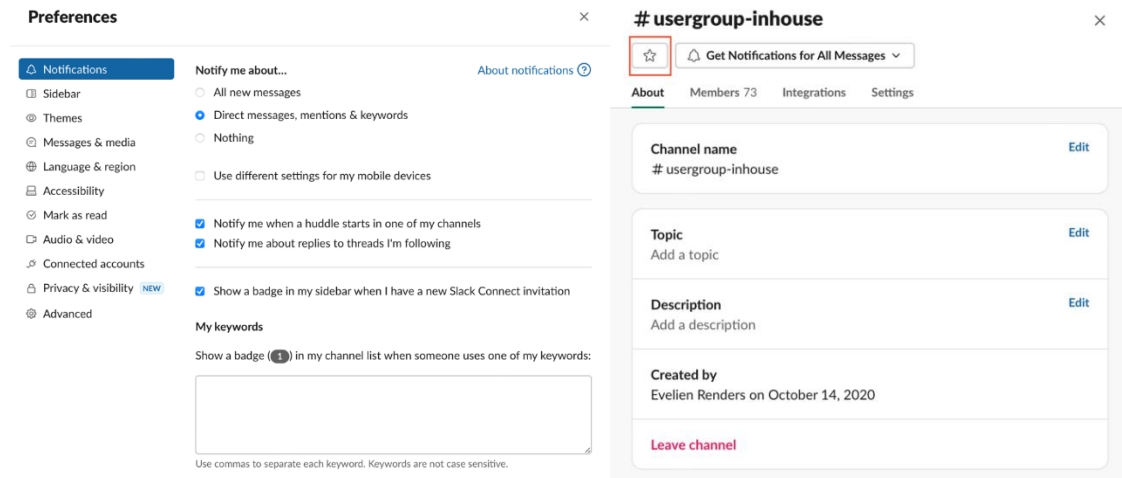 Preferences
Notifications
Sidebar
Themes
Messages & media
Language & region
Accessibility
Mark as read
Audio & video
Connected accounts
Privacy & visibility NEW
Advanced
Notify me about... About notifications ?
All new messages
Direct messages, mentions & keywords
Nothing
Use different settings for my mobile devices
Notify me when a huddle starts in one of my channels
Notify me about replies to threads I'm following
Show a badge in my sidebar when I have a new Slack Connect invitation
My keywords
Show a badge (1) in my channel list when someone uses one of my keywords:
Use commas to separate each keyword. Keywords are not case sensitive.
# usergroup-inhouse
Get Notifications for All Messages
About Members 73 Integrations Settings
Channel name Edit
# usergroup-inhouse
Topic Edit
Add a topic
Description Edit
Add a description
Created by
Evelien Renders on October 14, 2020
Leave channel